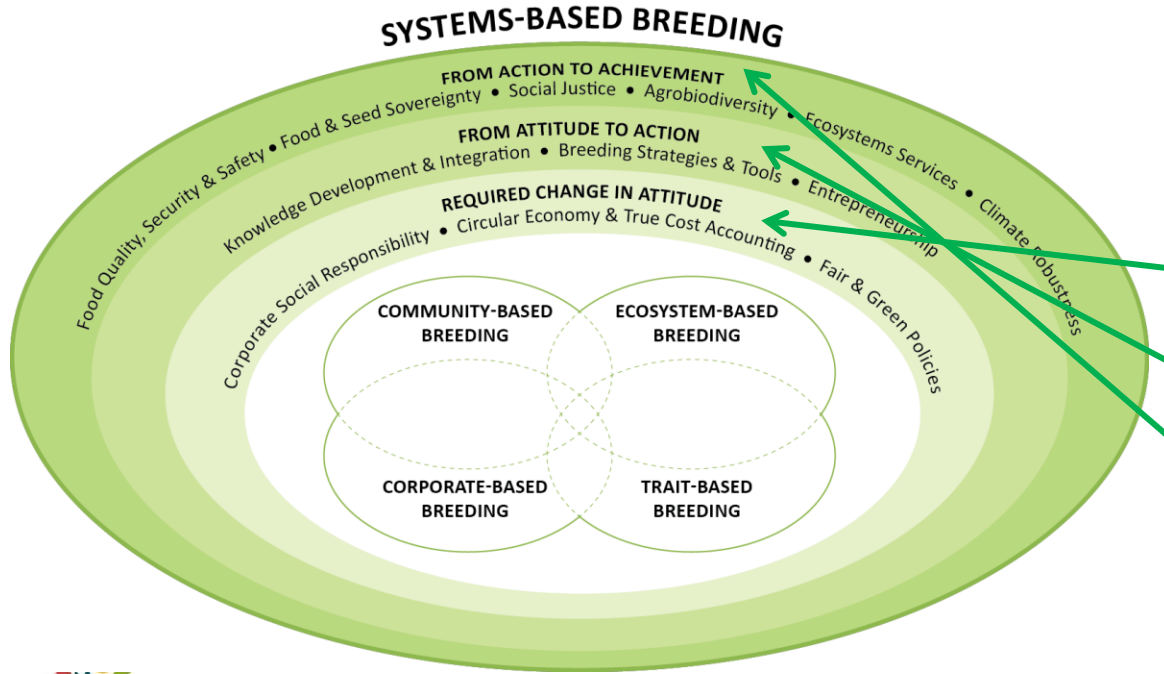 SYSTEMS-BASED BREEDING
FROM ACTION TO ACHIEVEMENT
Food Quality, Security & Safety • Food & Seed Sovereignty • Social Justice • Agrobiodiversity • Ecosystems Services • Climate Robustness
FROM ATTITUDE TO ACTION
Knowledge Development & Integration • Breeding Strategies & Tools • Entrepreneurship
REQUIRED CHANGE IN ATTITUDE
Corporate Social Responsibility • Circular Economy & True Cost Accounting • Fair & Green Policies
COMMUNITY-BASED
BREEDING
ECOSYSTEM-BASED
BREEDING
CORPORATE-BASED
BREEDING
TRAIT-BASED
BREEDING